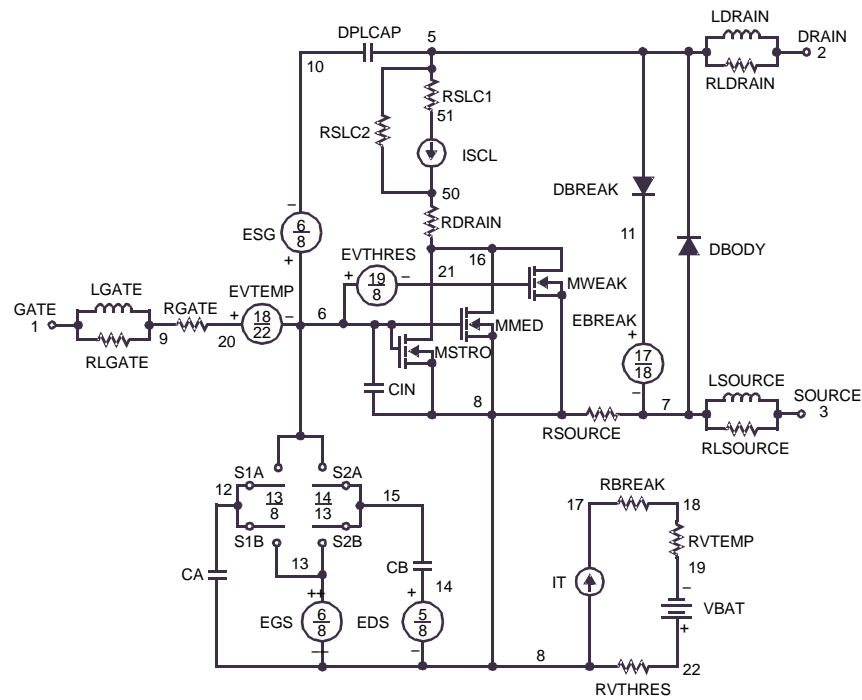 LDRAIN
DPLCAP 5 DRAIN
10 2
RLDRAIN
RSLC1
51
RSLC2
ISCL
50
DBREAK
RDRAIN
ESG 6 8
11
DBODY
EVTHRES
16
21
+ 19 8 −
MWEAK
LGATE
EVTEMP
GATE RGATE 6
1
+ 18 22 −
MMED
EBREAK +
9 20
MSTRO
RLGATE
17 18
LSOURCE
CIN
8 7
SOURCE
3
RSOURCE
RLSOURCE
S1A S2A
12 13 8 14 13 15
RBREAK
17 18
S1B S2B
RVTEMP
13
CA CB
19
14
IT
−
VBAT
+
EGS 6 8 EDS 5 8
8
22
RVTHRES